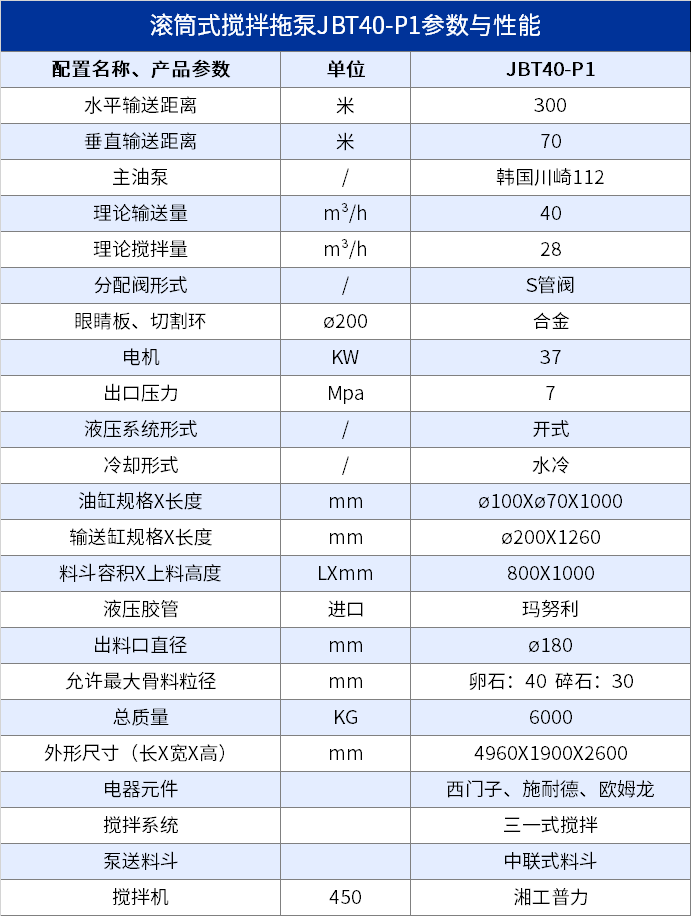 滚筒式搅拌拖泵JBT40-P1参数与性能
配置名称、产品参数 单位 JBT40-P1
水平输送距离 米 300
垂直输送距离 米 70
主油泵 / 韩国川崎112
理论输送量 m³/h 40
理论搅拌量 m³/h 28
分配阀形式 / S管阀
眼睛板、切割环 ø200 合金
电机 KW 37
出口压力 Mpa 7
液压系统形式 / 开式
冷却形式 / 水冷
油缸规格X长度 mm ø100Xø70X1000
输送缸规格X长度 mm ø200X1260
料斗容积X上料高度 LXmm 800X1000
液压胶管 进口 玛努利
出料口直径 mm ø180
允许最大骨料粒径 mm 卵石：40 碎石：30
总质量 KG 6000
外形尺寸（长X宽X高） mm 4960X1900X2600
电器元件 西门子、施耐德、欧姆龙
搅拌系统 三一式搅拌
泵送料斗 中联式料斗
搅拌机 450 湘工普力